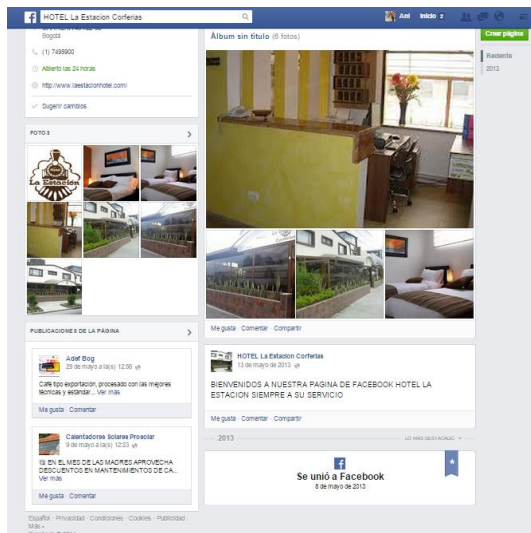 HOTEL La Estacion Corferias
Ani Inicio 2
Bogotá
(1) 7495900
Abierto las 24 horas
http://www.laestacionhotel.com/
Sugerir cambios
FOTOS
La Estación
PUBLICACIONES DE LA PÁGINA
Adef Bog
29 de mayo a la(s) 12:56
Café tipo exportación, procesado con las mejores
técnicas y estándar... Ver más
Me gusta · Comentar
Calentadores Solares Prosolar
9 de mayo a la(s) 12:23
EN EL MES DE LAS MADRES APROVECHA
DESCUENTOS EN MANTENIMIENTOS DE CA...
Ver más
Me gusta · Comentar
Español · Privacidad · Condiciones · Cookies · Publicidad ·
Más
Álbum sin título (6 fotos)
Me gusta · Comentar · Compartir
HOTEL La Estacion Corferias
13 de mayo de 2013
BIENVENIDOS A NUESTRA PAGINA DE FACEBOOK HOTEL LA
ESTACION SIEMPRE A SU SERVICIO
Me gusta · Comentar · Compartir
2013
LO MÁS DESTACADO
Se unió a Facebook
8 de mayo de 2013
Crear página
Reciente
2013